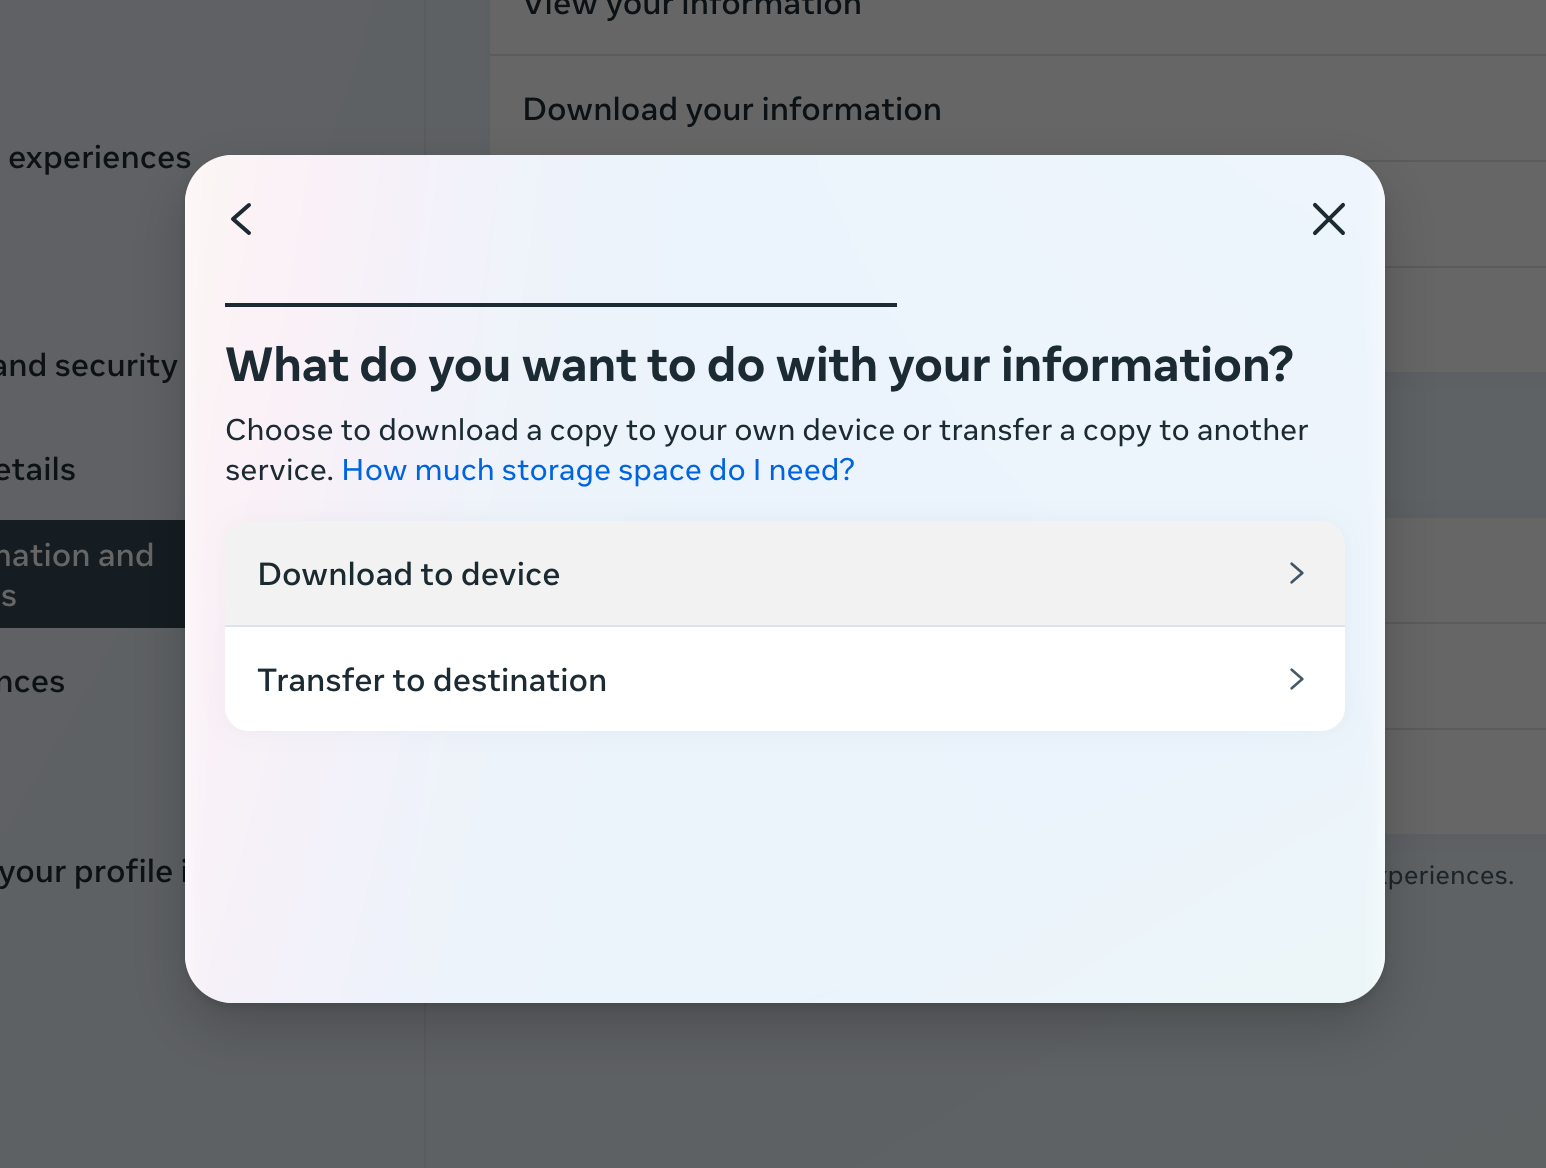 View your information
Download your information
experiences
and security
etails
nation and
s
nces
your profile
What do you want to do with your information?
Choose to download a copy to your own device or transfer a copy to another
service. How much storage space do I need?
Download to device
Transfer to destination
xperiences.